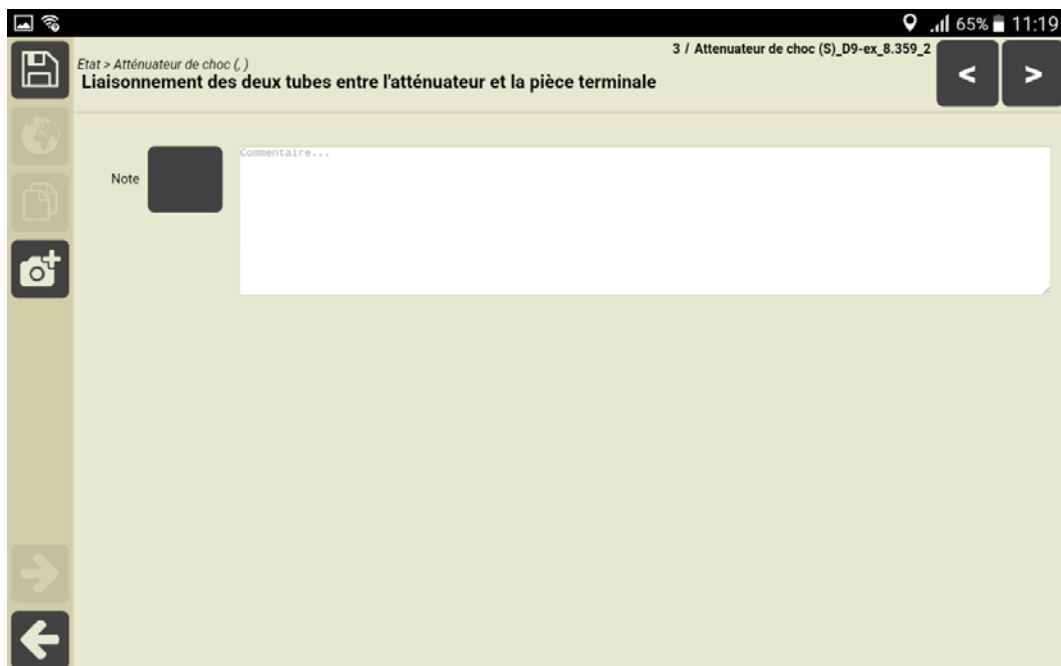 65% 11:19
3 / Attenuateur de choc (S)_D9-ex_8.359_2
Etat > Atténuateur de choc (, )
Liaisonnement des deux tubes entre l'atténuateur et la pièce terminale
< >
Commentaire...
Note